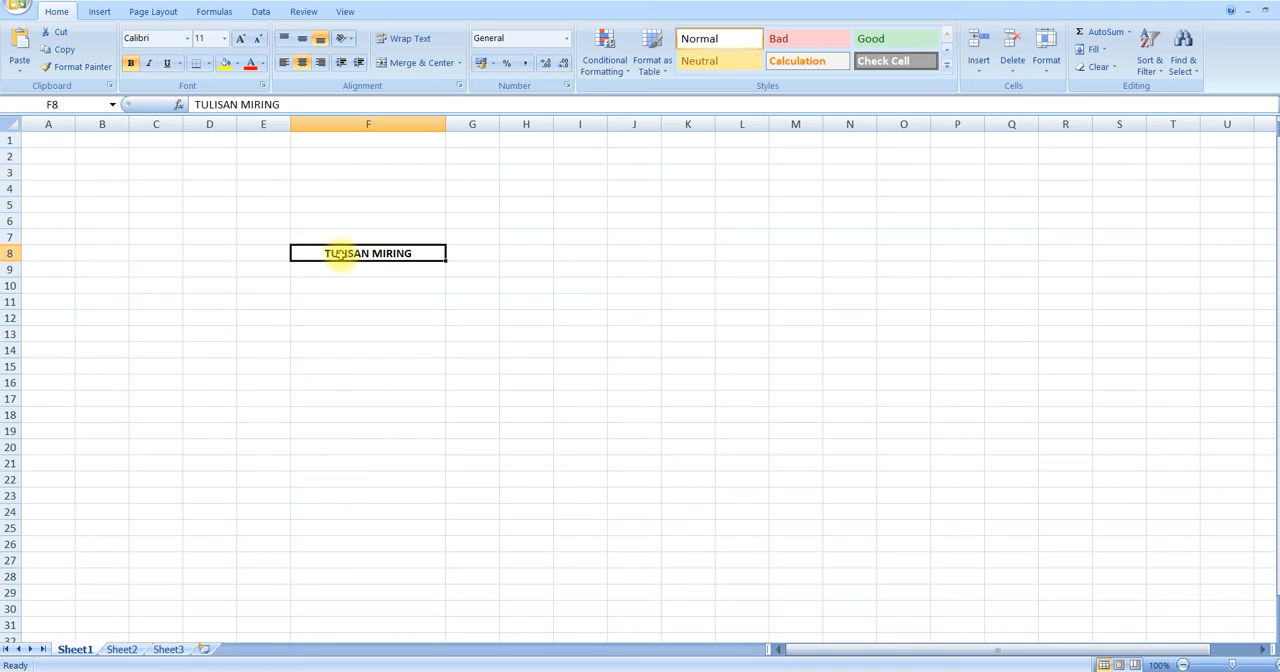 Home Insert Page Layout Formulas Data Review View
Paste Cut Copy Format Painter
Calibri 11 A A
B I U A
Wrap Text
Merge & Center
General
% ,
Conditional Formatting
Format as Table
Normal Bad Good
Neutral Calculation Check Cell
Insert Delete Format
Σ AutoSum
Fill
Clear
Sort & Filter
Find & Select
Clipboard Font Alignment Number Styles Cells Editing
F8 fx TULISAN MIRING
A B C D E F G H I J K L M N O P Q R S T U
1
2
3
4
5
6
7
8 TULISAN MIRING
9
10
11
12
13
14
15
16
17
18
19
20
21
22
23
24
25
26
27
28
29
30
31
32
Sheet1 Sheet2 Sheet3
Ready 100%